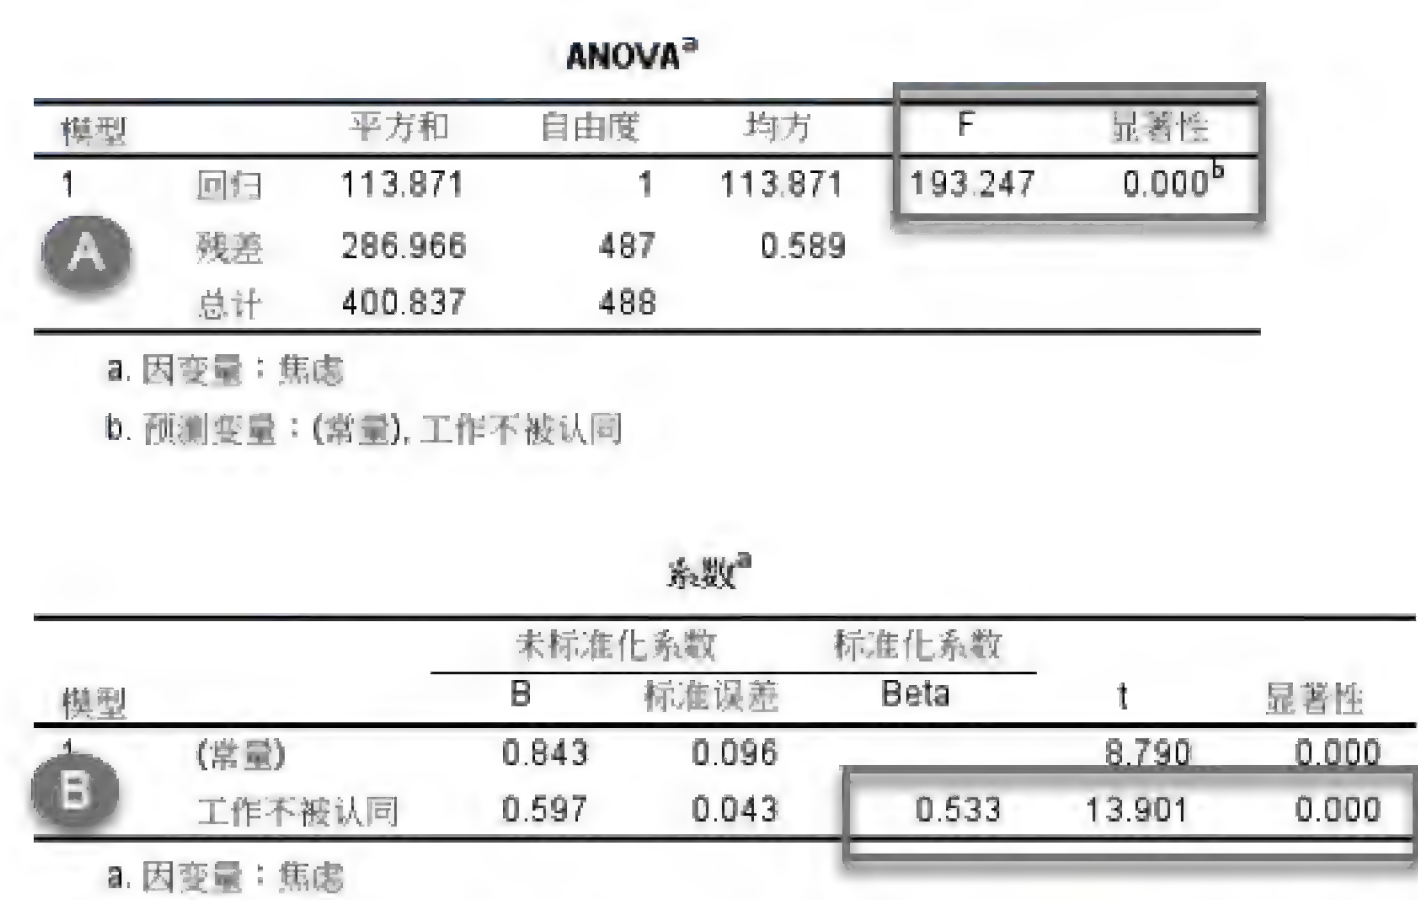 ANOVAᵃ
模型 平方和 自由度 均方 F 显著性
1 回归 113.871 1 113.871 193.247 0.000ᵇ
A 残差 286.966 487 0.589
总计 400.837 488
a. 因变量：焦虑
b. 预测变量：(常量), 工作不被认同
系数ᵃ
未标准化系数 标准化系数
模型 B 标准误差 Beta t 显著性
1 (常量) 0.843 0.096 8.790 0.000
B 工作不被认同 0.597 0.043 0.533 13.901 0.000
a. 因变量：焦虑